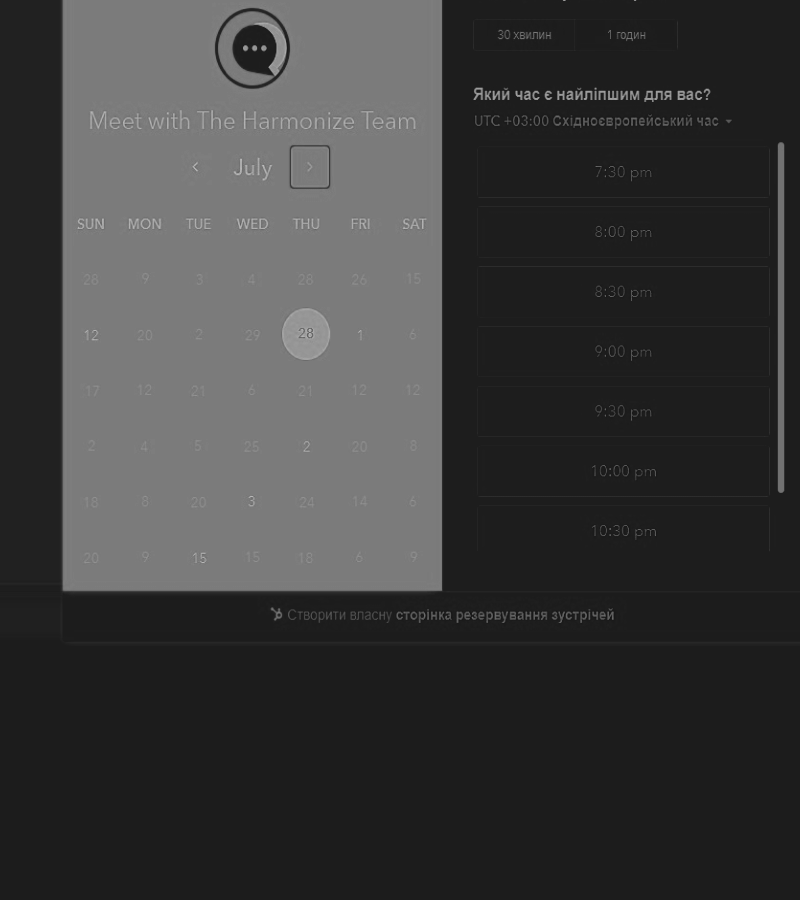 Meet with The Harmonize Team
July
SUN MON TUE WED THU FRI SAT
28 9 3 4 28 26 15
12 20 2 29 28 1 6
17 12 21 6 21 12 12
2 4 5 25 2 20 8
18 8 20 3 24 14 6
20 9 15 15 18 6 9
30 хвилин 1 годин
Який час є найліпшим для вас?
UTC +03:00 Східноєвропейський час
7:30 pm
8:00 pm
8:30 pm
9:00 pm
9:30 pm
10:00 pm
10:30 pm
Створити власну сторінка резервування зустрічей